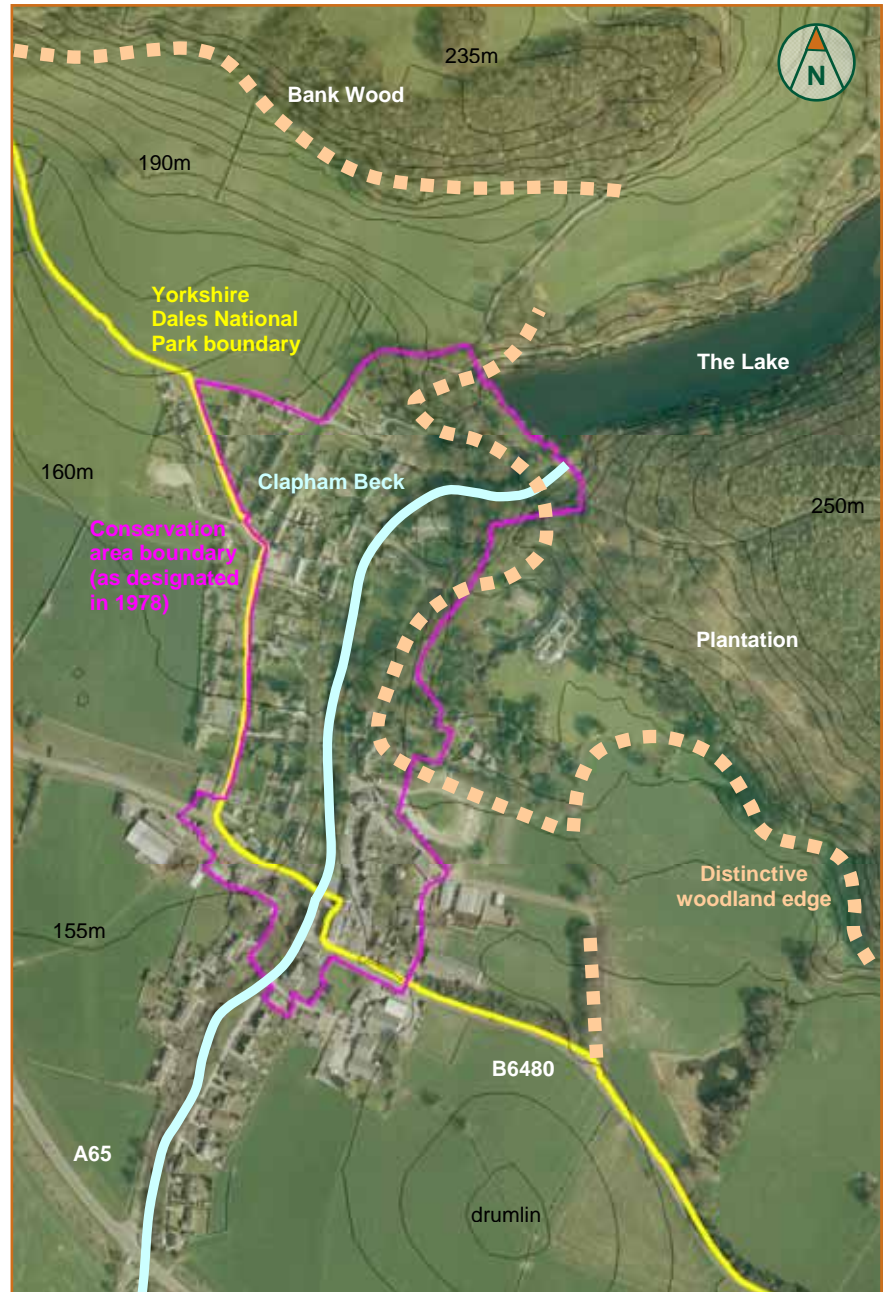 235m
N
Bank Wood
190m
Yorkshire
Dales National
Park boundary
The Lake
160m
Clapham Beck
250m
Conservation
area boundary
(as designated
in 1978)
Plantation
Distinctive
woodland edge
155m
B6480
A65
drumlin